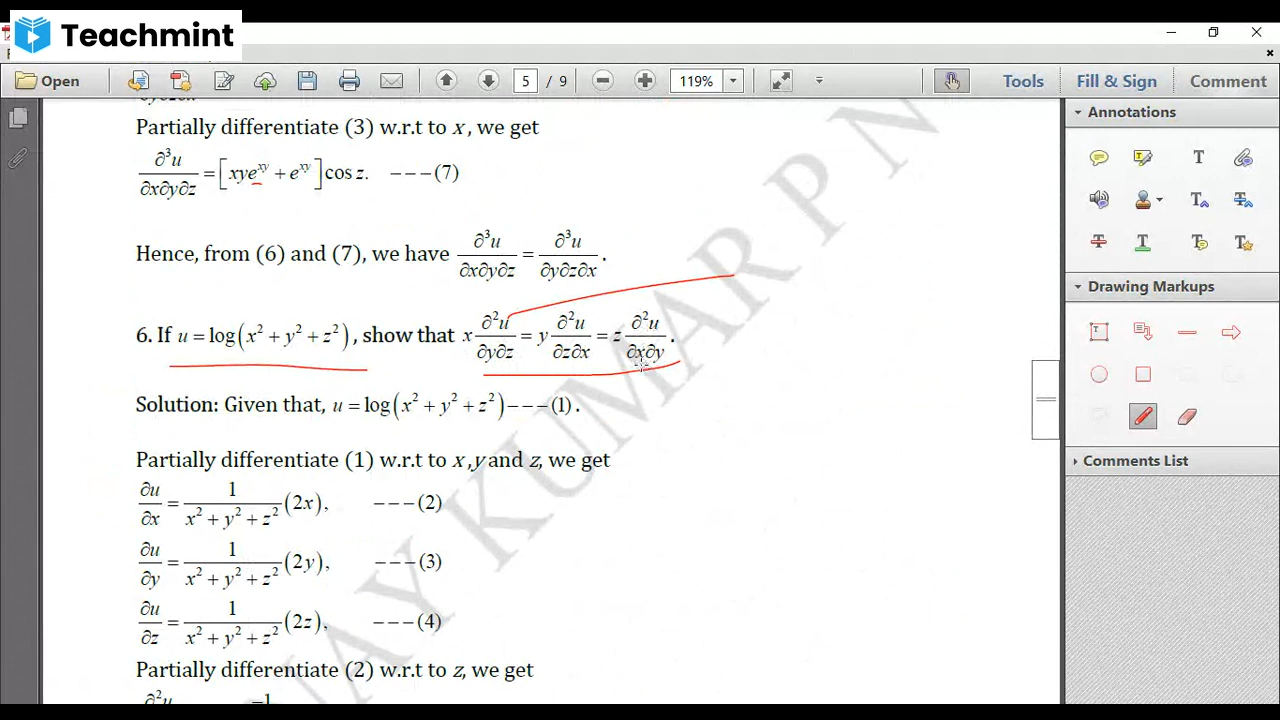 Teachmint
Open
5 / 9
119%
Tools
Fill & Sign
Comment
Annotations
Partially differentiate (3) w.r.t to x, we get
∂³u/∂x∂y∂z = [xye^{xy} + e^{xy}] cos z. ---(7)
Hence, from (6) and (7), we have ∂³u/∂x∂y∂z = ∂³u/∂y∂z∂x.
Drawing Markups
6. If u = log(x² + y² + z²), show that x ∂²u/∂y∂z = y ∂²u/∂z∂x = z ∂²u/∂x∂y.
Solution: Given that, u = log(x² + y² + z²)---(1).
Comments List
Partially differentiate (1) w.r.t to x ,y and z, we get
∂u/∂x = 1/(x² + y² + z²) (2x), ---(2)
∂u/∂y = 1/(x² + y² + z²) (2y), ---(3)
∂u/∂z = 1/(x² + y² + z²) (2z), ---(4)
Partially differentiate (2) w.r.t to z, we get
AY KUMAR P N